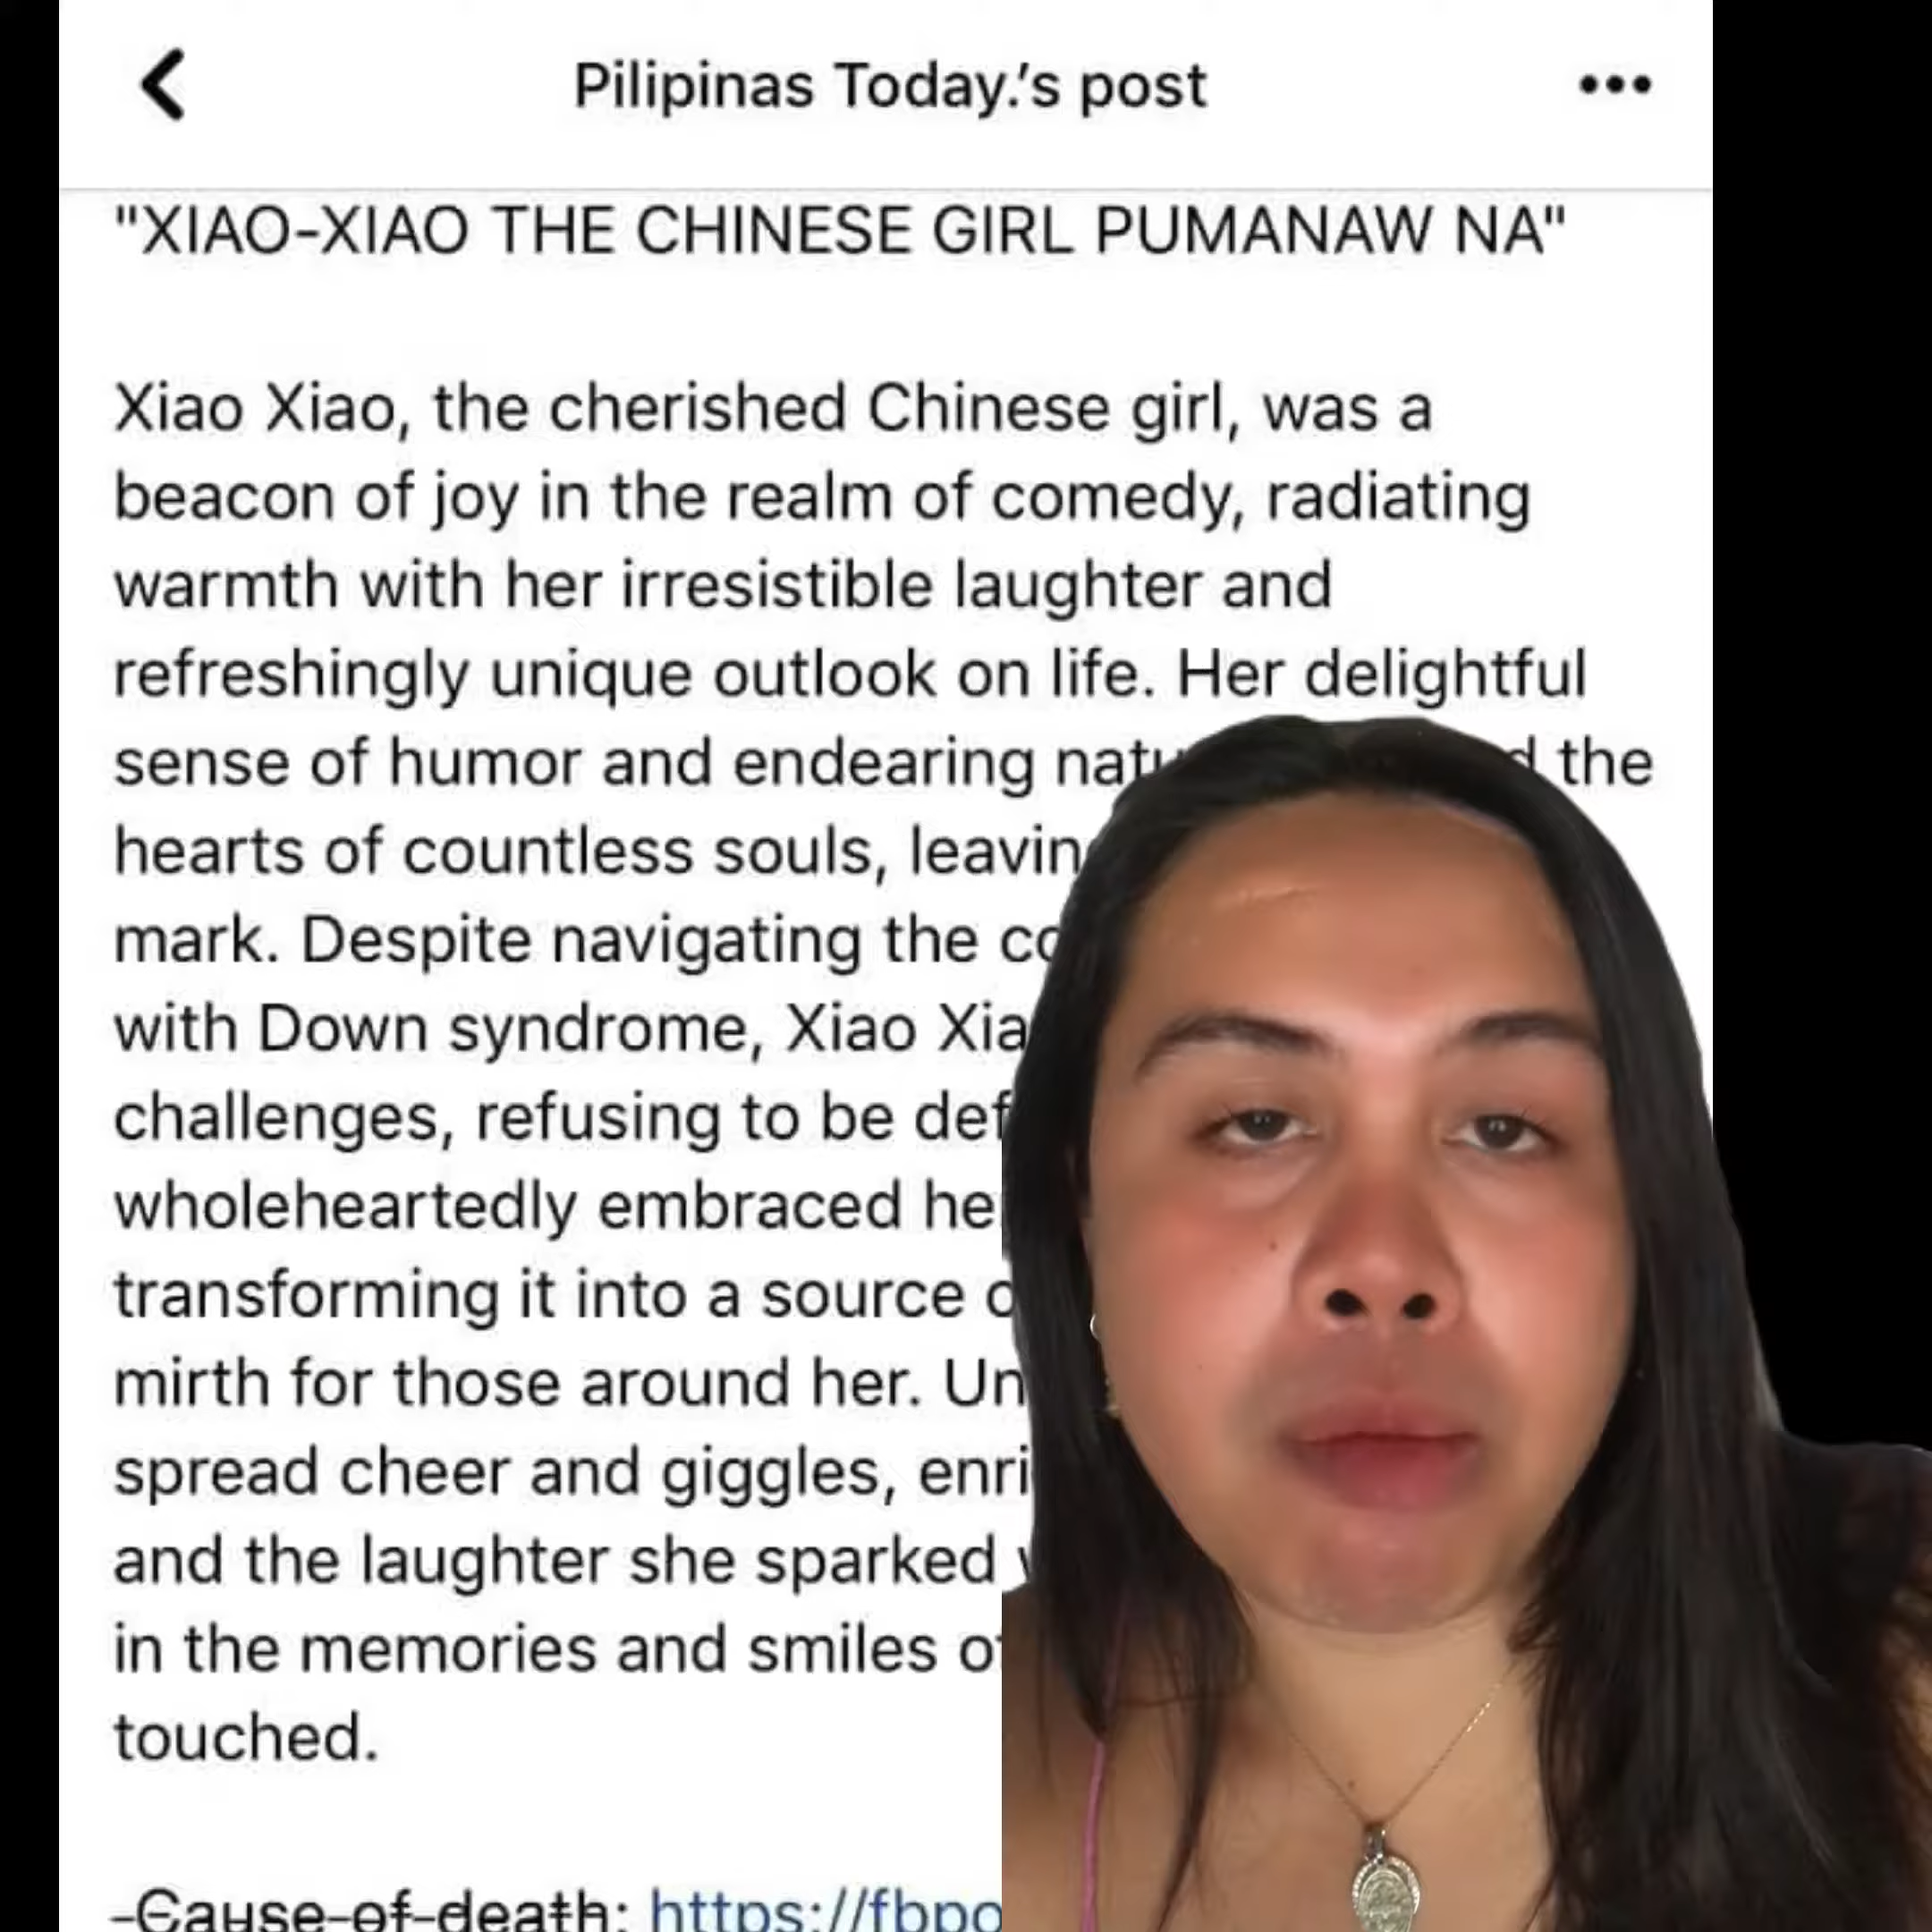 Pilipinas Today.'s post
"XIAO-XIAO THE CHINESE GIRL PUMANAW NA"
Xiao Xiao, the cherished Chinese girl, was a
beacon of joy in the realm of comedy, radiating
warmth with her irresistible laughter and
refreshingly unique outlook on life. Her delightful
sense of humor and endearing the
hearts of countless souls,
mark. Despite navigating the
with Down syndrome, Xiao
challenges, refusing to be
wholeheartedly embraced
transforming it into a source
mirth for those around her.
spread cheer and giggles,
and the laughter she sparked
in the memories and smiles
touched.
-Cause-of-death: